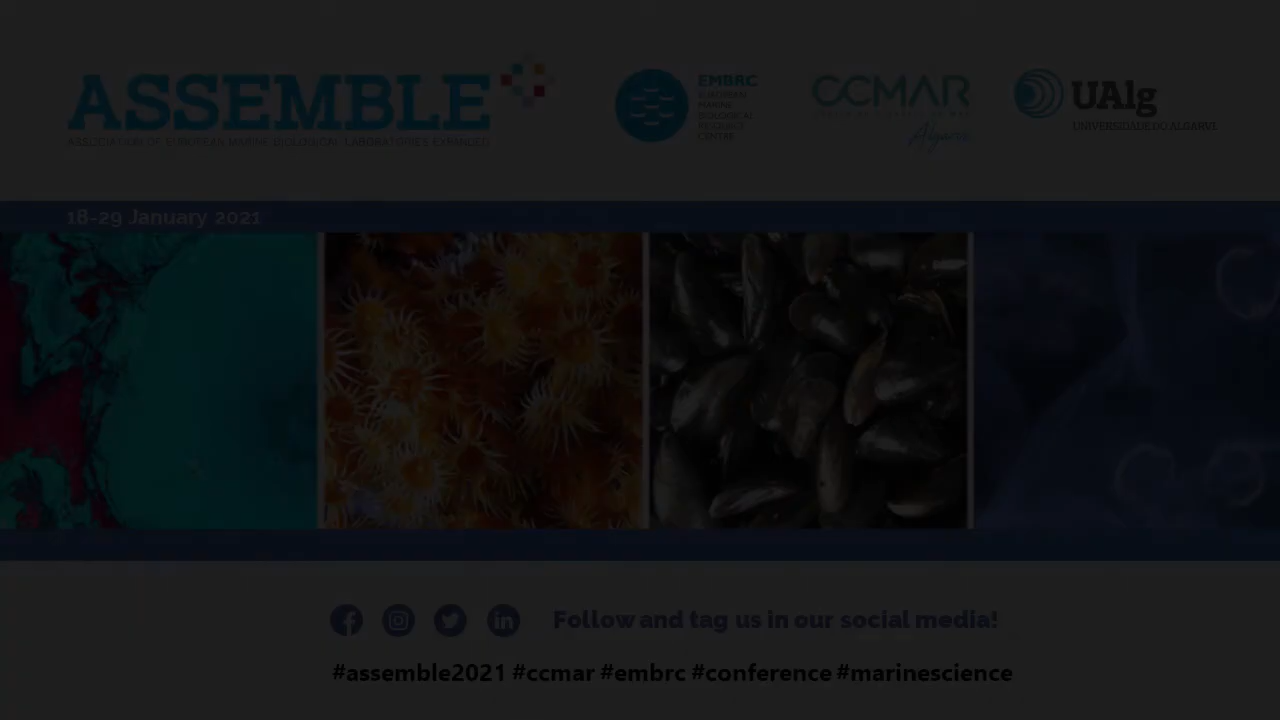 ASSEMBLE
ASSOCIATION OF EUROPEAN MARINE BIOLOGICAL LABORATORIES EXPANDED
EMBRC
EUROPEAN
MARINE
BIOLOGICAL
RESOURCE
CENTRE
CCMAR
Algarve
UAlg
UNIVERSIDADE DO ALGARVE
18-29 January 2021
Follow and tag us in our social media!
#assemble2021 #ccmar #embrc #conference #marinescience